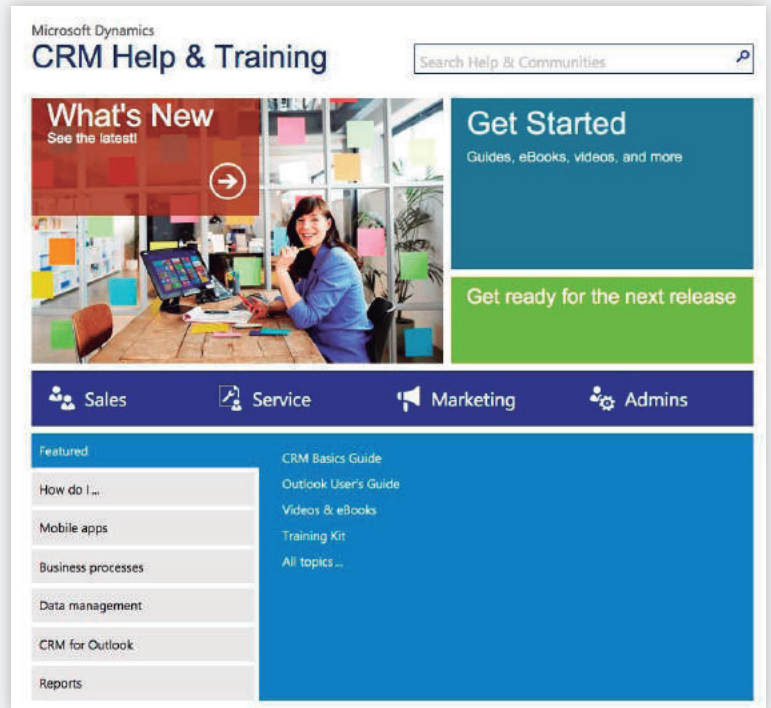 Microsoft Dynamics
CRM Help & Training
Search Help & Communities
What's New
See the latest!
Get Started
Guides, eBooks, videos, and more
Get ready for the next release
Sales
Service
Marketing
Admins
Featured
How do I ...
Mobile apps
Business processes
Data management
CRM for Outlook
Reports
CRM Basics Guide
Outlook User's Guide
Videos & eBooks
Training Kit
All topics ...